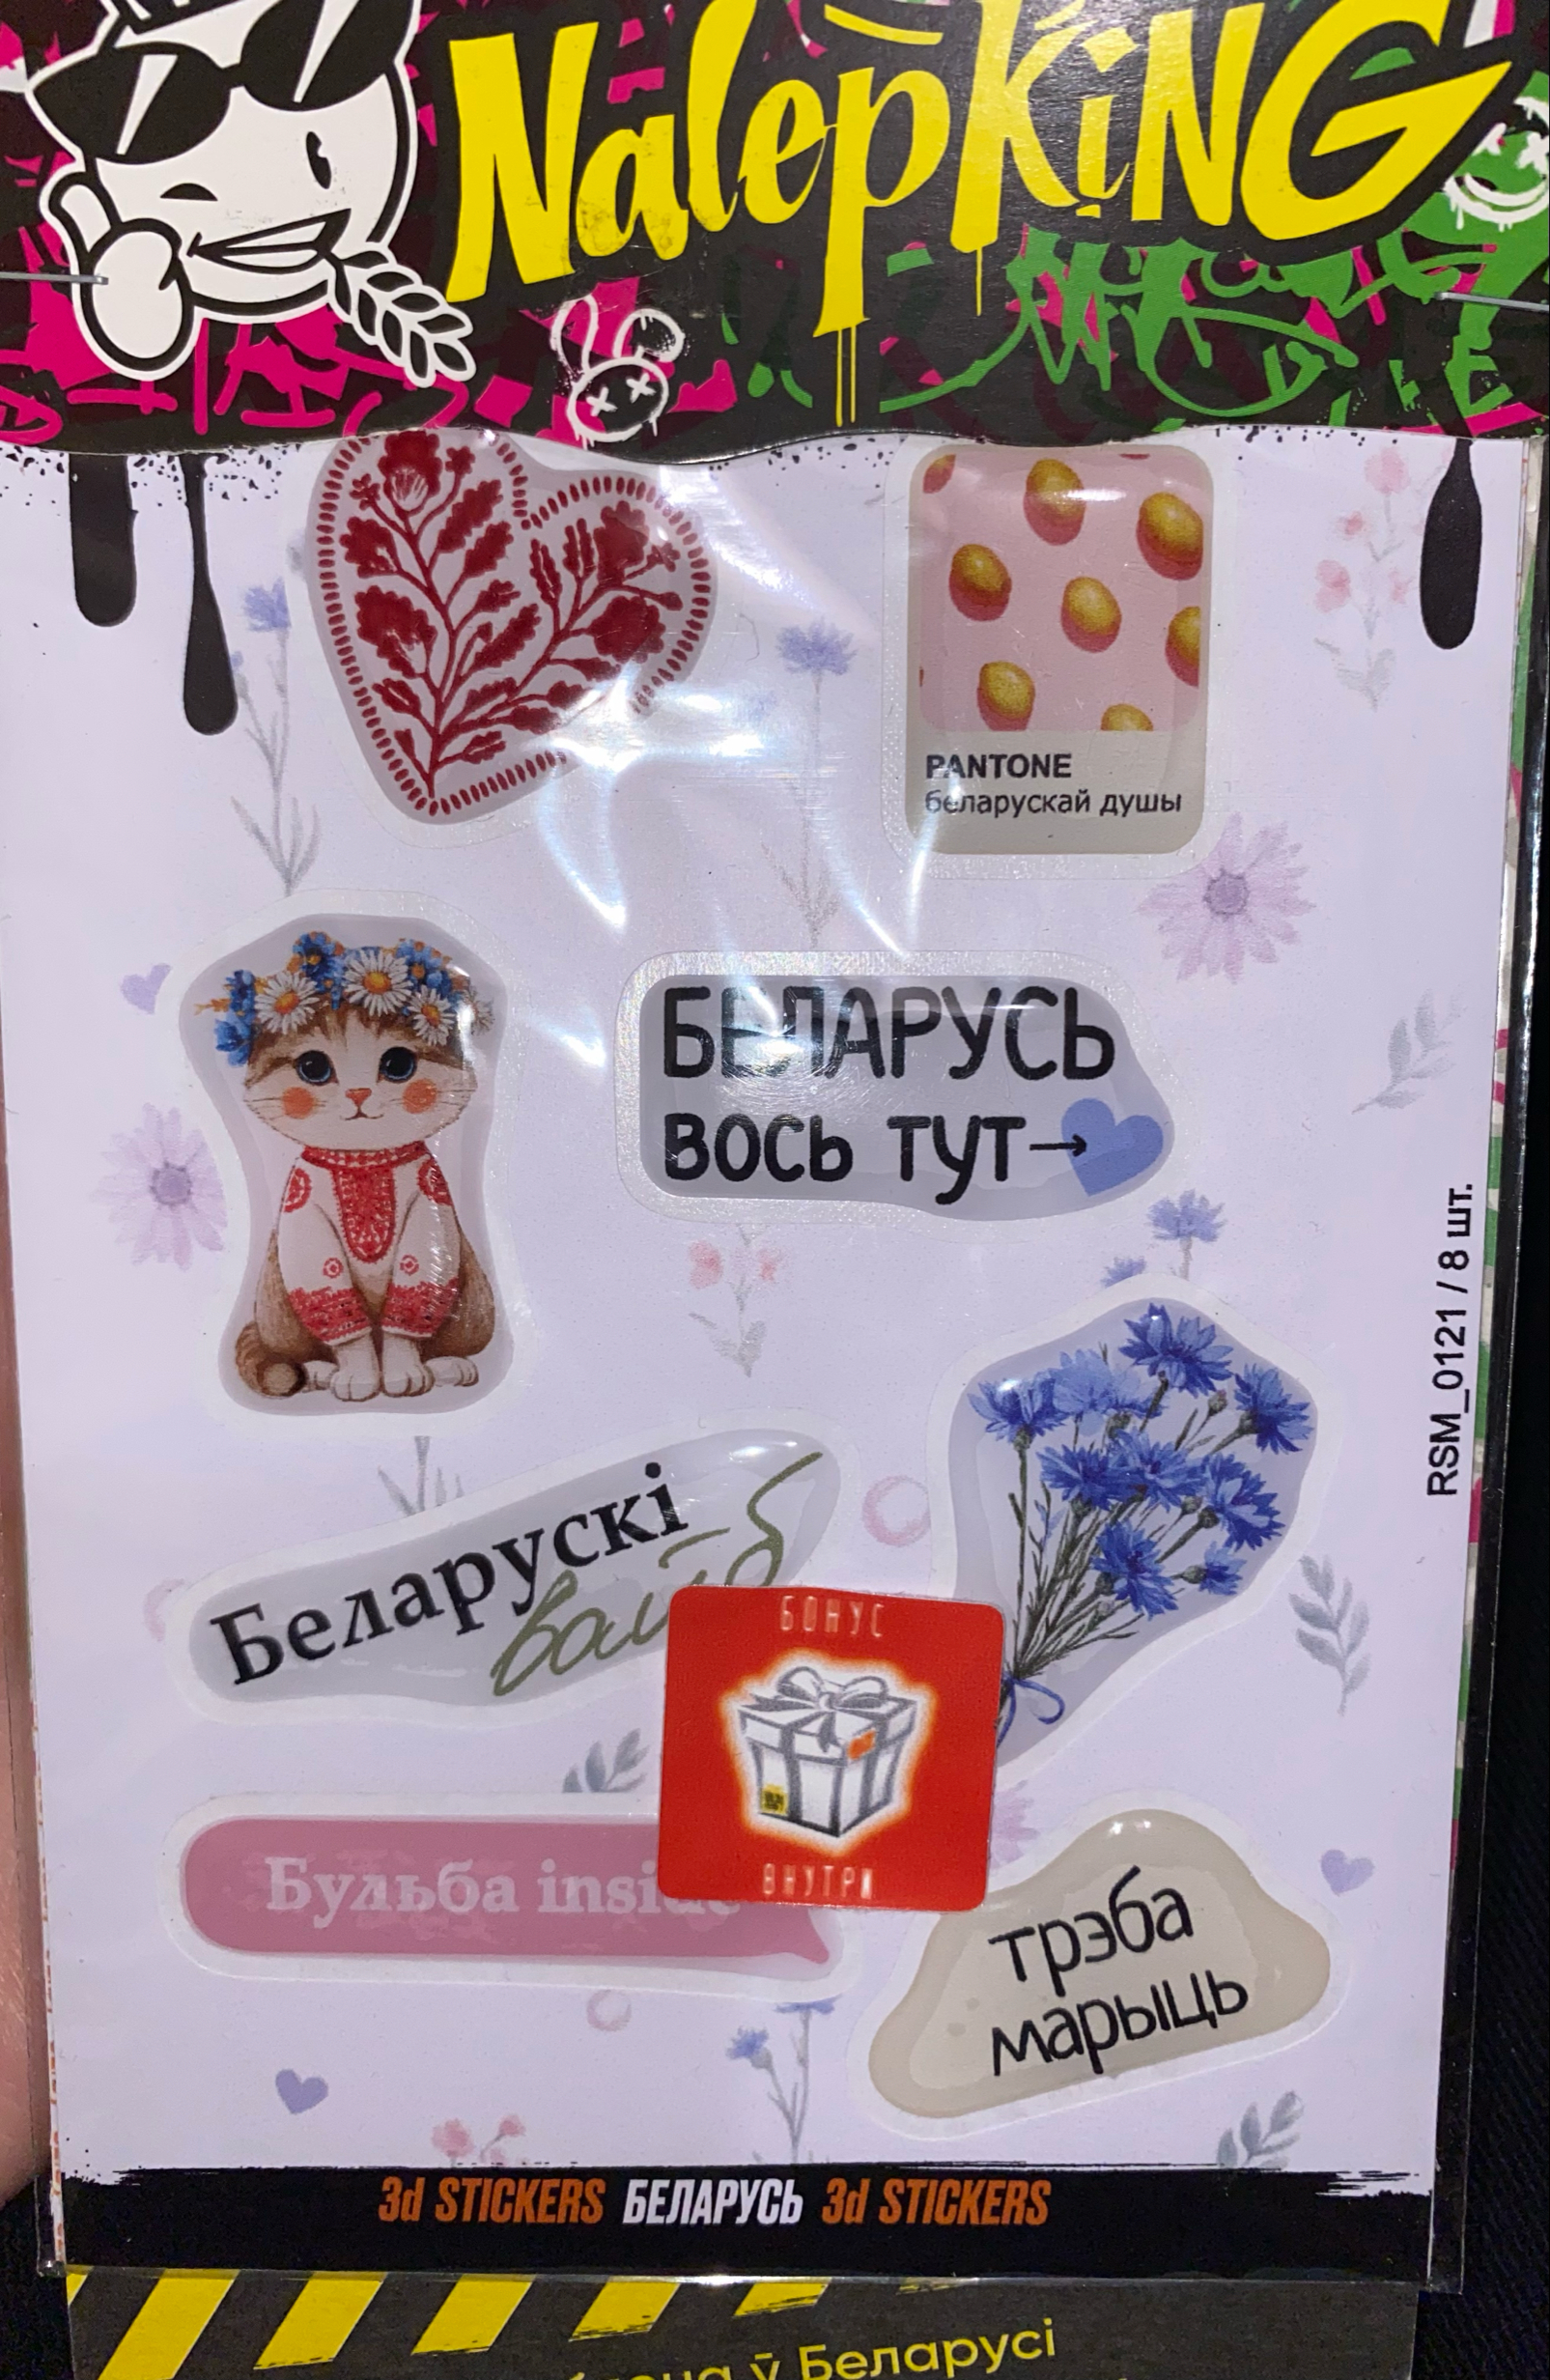 NalepKiNG
PANTONE
беларускай душы
БЕЛАРУСЬ
ВОСЬ ТУТ→
RSM_0121 / 8 шт.
Беларускі
вайб
БОНУС
ВНУТРИ
Бульба inside
трэба
марыць
3d STICKERS БЕЛАРУСЬ 3d STICKERS
ў Беларусі